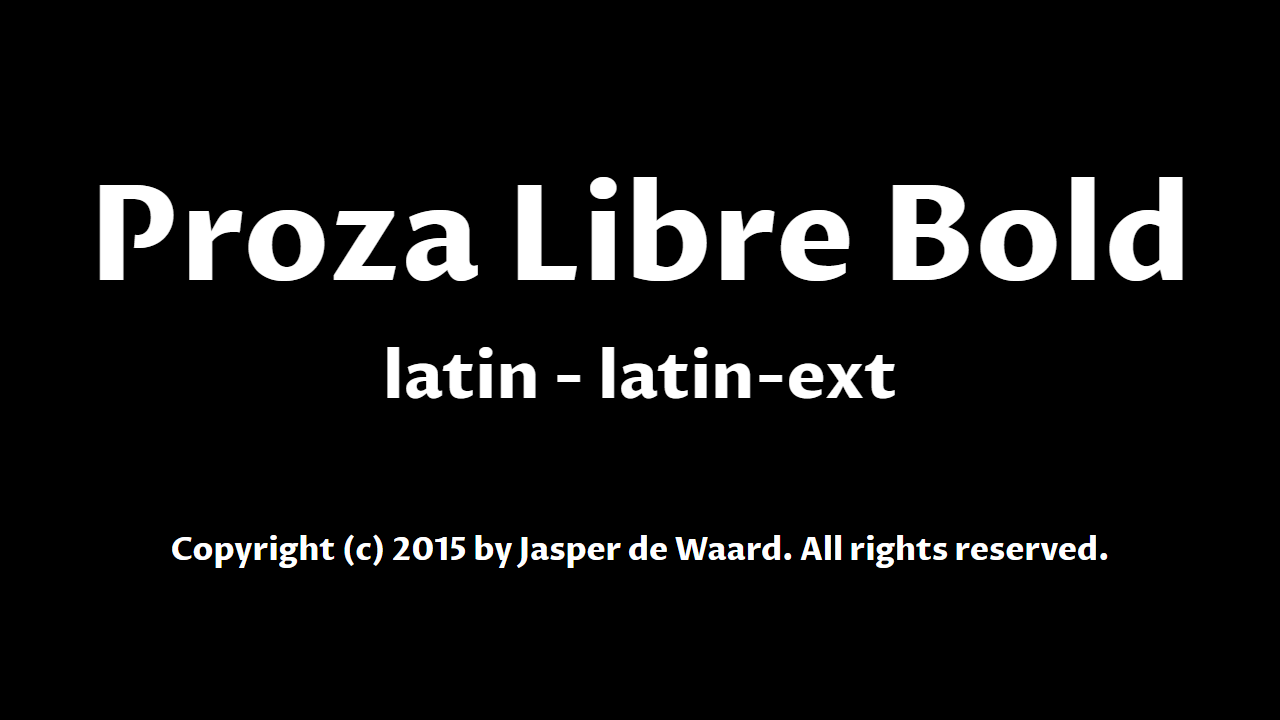 Proza Libre Bold
latin - latin-ext
Copyright (c) 2015 by Jasper de Waard. All rights reserved.